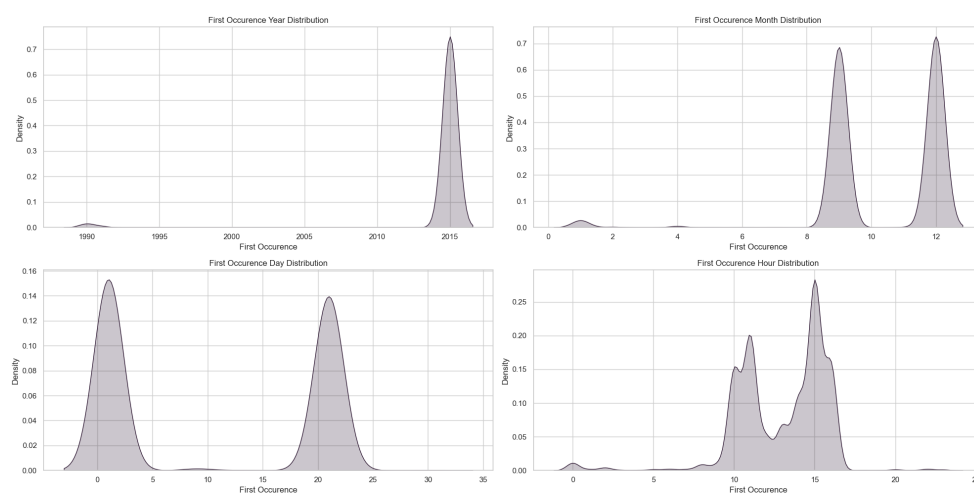 First Occurence Year Distribution
Density
0.7
0.6
0.5
0.4
0.3
0.2
0.1
0.0
1990 1995 2000 2005 2010 2015
First Occurence
First Occurence Month Distribution
Density
0.7
0.6
0.5
0.4
0.3
0.2
0.1
0.0
0 2 4 6 8 10 12
First Occurence
First Occurence Day Distribution
Density
0.16
0.14
0.12
0.10
0.08
0.06
0.04
0.02
0.00
0 5 10 15 20 25 30 35
First Occurence
First Occurence Hour Distribution
Density
0.25
0.20
0.15
0.10
0.05
0.00
0 5 10 15 20
First Occurence